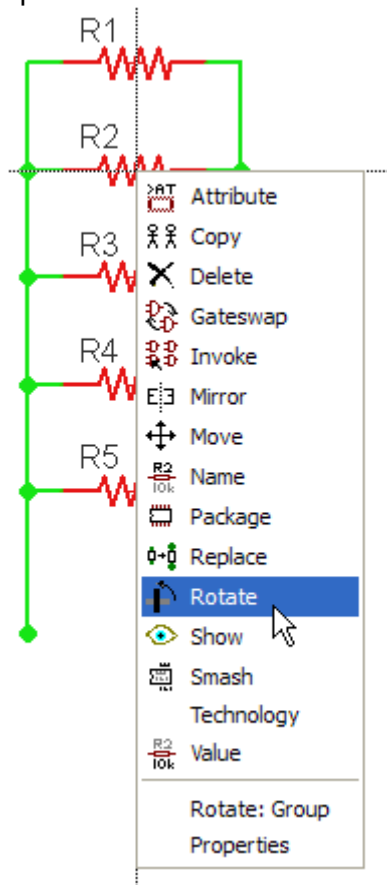 R1
R2
R3
R4
R5
Attribute
Copy
Delete
Gateswap
Invoke
Mirror
Move
Name
Package
Replace
Rotate
Show
Smash
Technology
Value
Rotate: Group
Properties